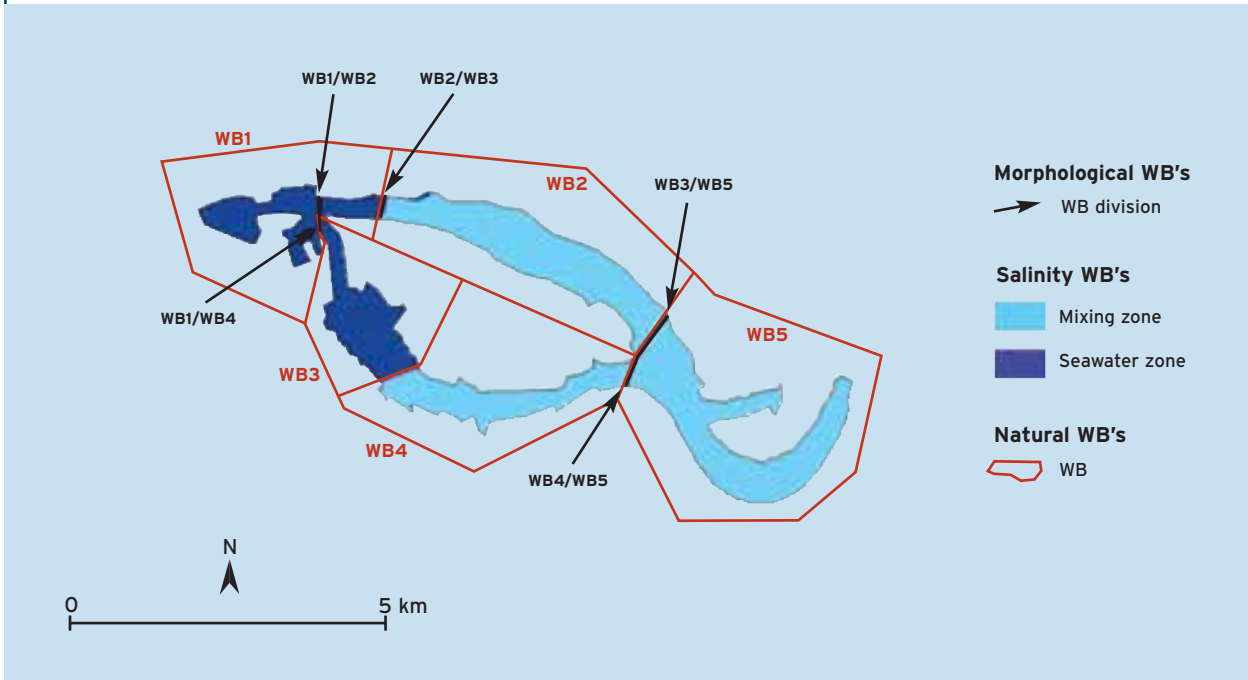 WB1/WB2
WB2/WB3
WB1
WB2
WB3/WB5
WB1/WB4
WB3
WB4
WB5
WB4/WB5
N
0
5 km
Morphological WB's
WB division
Salinity WB's
Mixing zone
Seawater zone
Natural WB's
WB